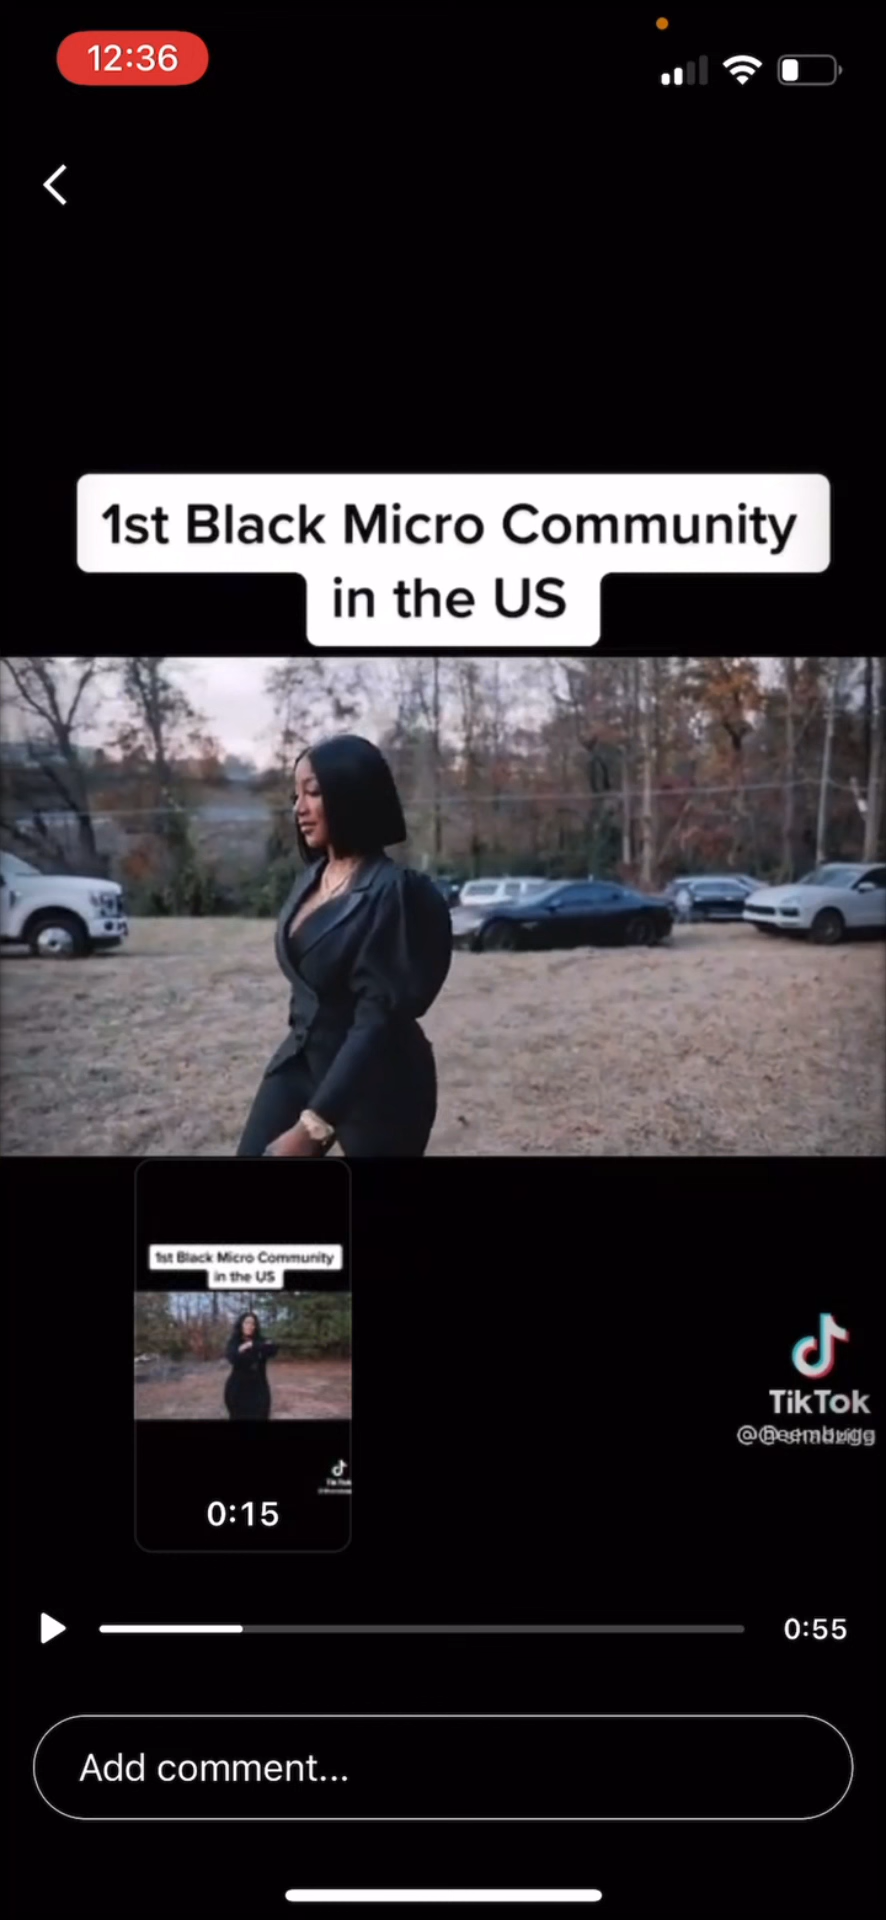 12:36
1st Black Micro Community
in the US
1st Black Micro Community
in the US
TikTok
0:15
0:55
Add comment...